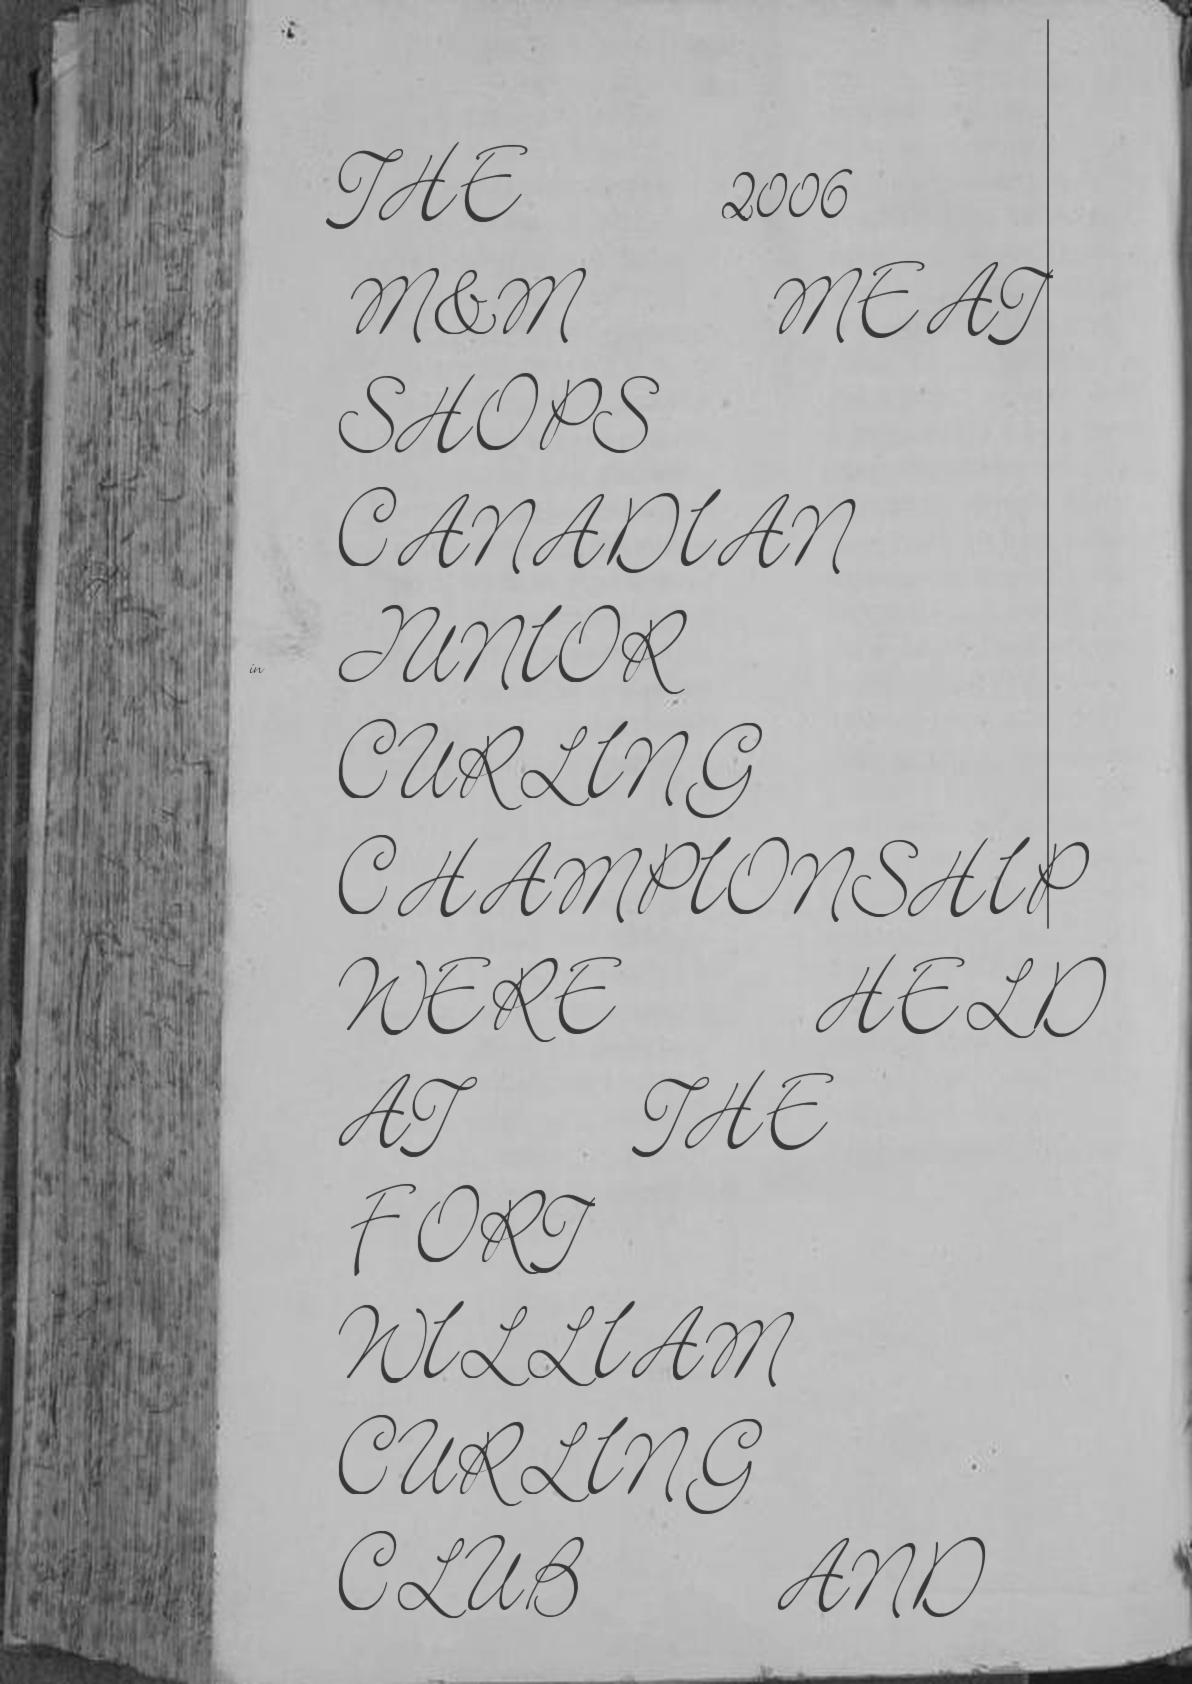 THE 2006
M&M MEAT
SHOPS
CANADIAN
JUNIOR
in
CURLING
CHAMPIONSHIP
WERE HELD
AT THE
FORT
WILLIAM
CURLING
CLUB AND